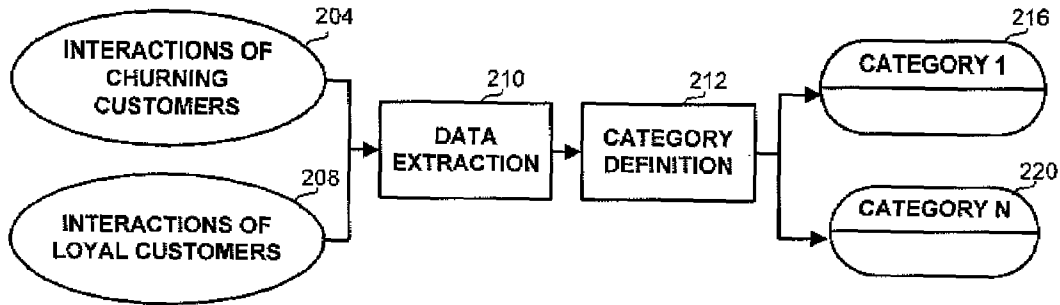 204
INTERACTIONS OF
CHURNING
CUSTOMERS
208
INTERACTIONS OF
LOYAL CUSTOMERS
210
DATA
EXTRACTION
212
CATEGORY
DEFINITION
216
CATEGORY 1
220
CATEGORY N